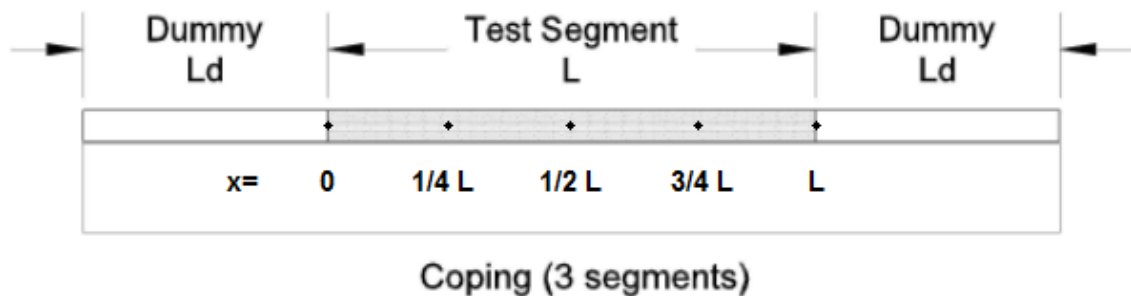 Dummy Test Segment Dummy
Ld L Ld
x= 0 1/4 L 1/2 L 3/4 L L
Coping (3 segments)